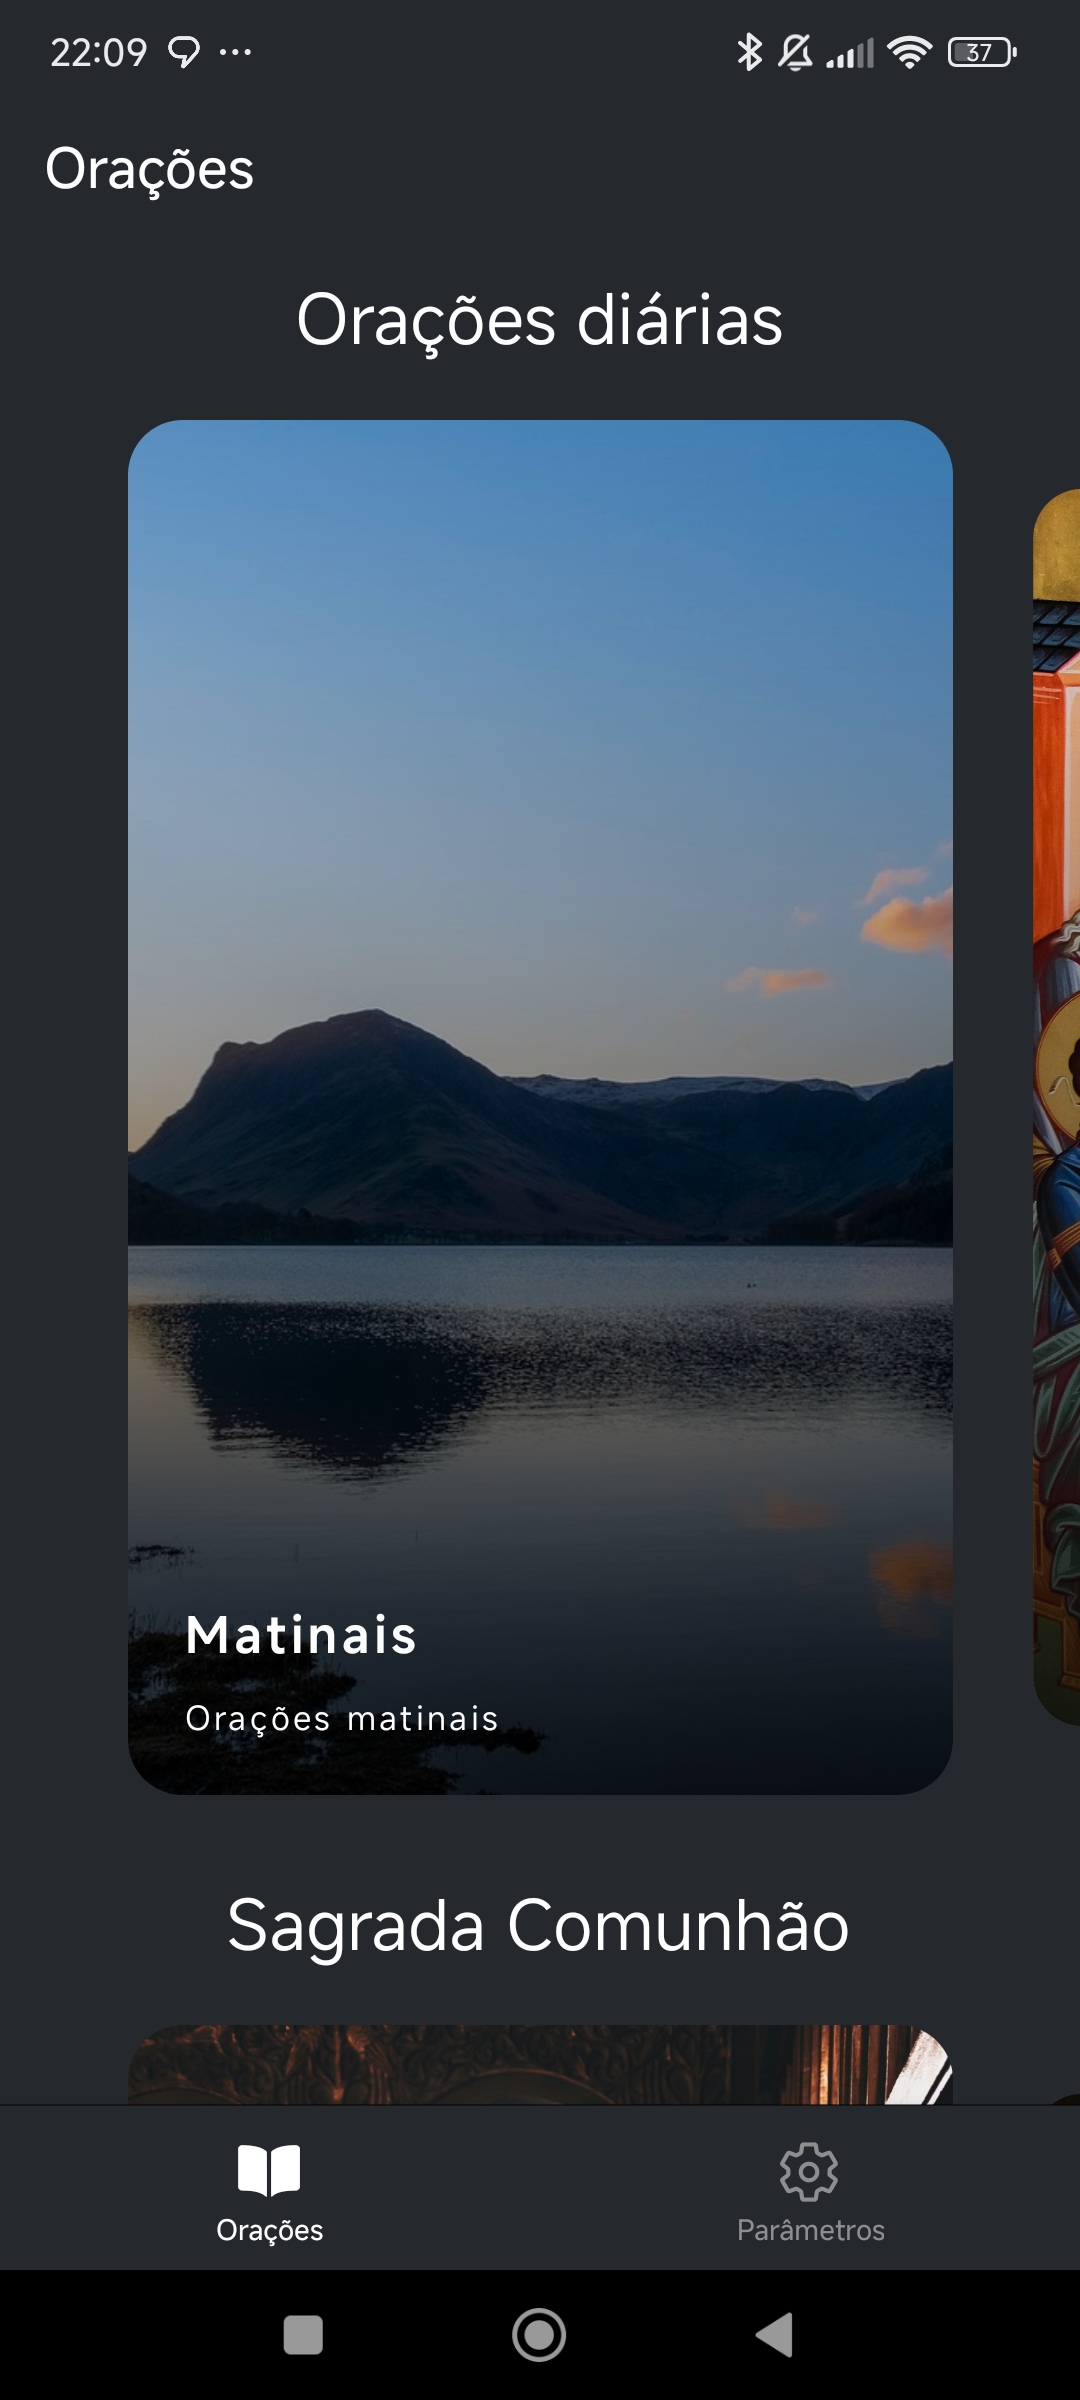 22:09
37
Orações
Orações diárias
Matinais
Orações matinais
Sagrada Comunhão
Orações
Parâmetros